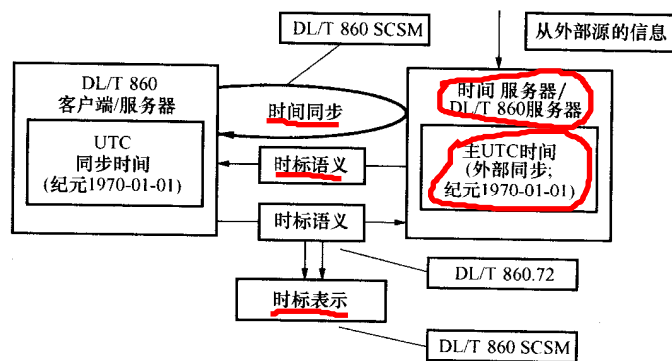 DL/T 860 SCSM
从外部源的信息
DL/T 860
客户端/服务器
时间同步
时间 服务器/
DL/T 860服务器
UTC
同步时间
(纪元1970-01-01)
时标语义
主UTC时间
(外部同步;
纪元1970-01-01)
时标语义
DL/T 860.72
时标表示
DL/T 860 SCSM